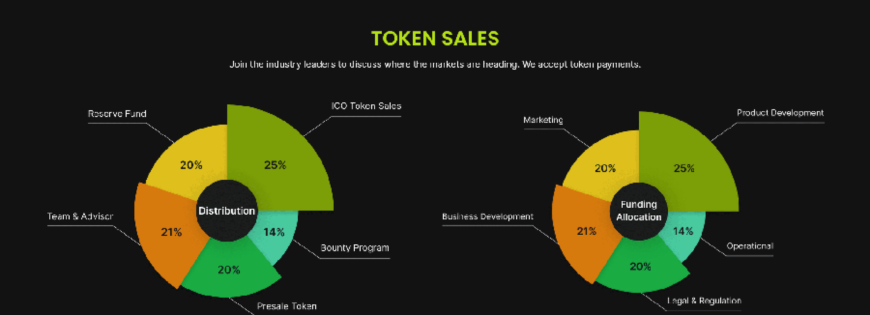 TOKEN SALES
Join the industry leaders to discuss where the markets are heading. We accept token payments.
Reserve Fund
ICO Token Sales
20%
25%
Team & Advisor
Distribution
21%
14%
Bounty Program
20%
Presale Token
Marketing
Product Development
20%
25%
Business Development
Funding
Allocation
21%
14%
Operational
20%
Legal & Regulation